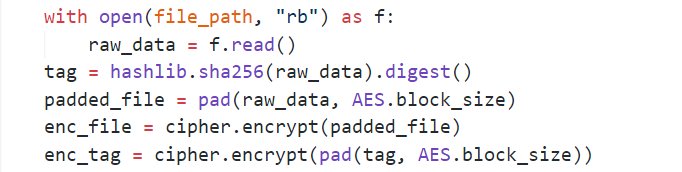 with open(file_path, "rb") as f:
    raw_data = f.read()
tag = hashlib.sha256(raw_data).digest()
padded_file = pad(raw_data, AES.block_size)
enc_file = cipher.encrypt(padded_file)
enc_tag = cipher.encrypt(pad(tag, AES.block_size))